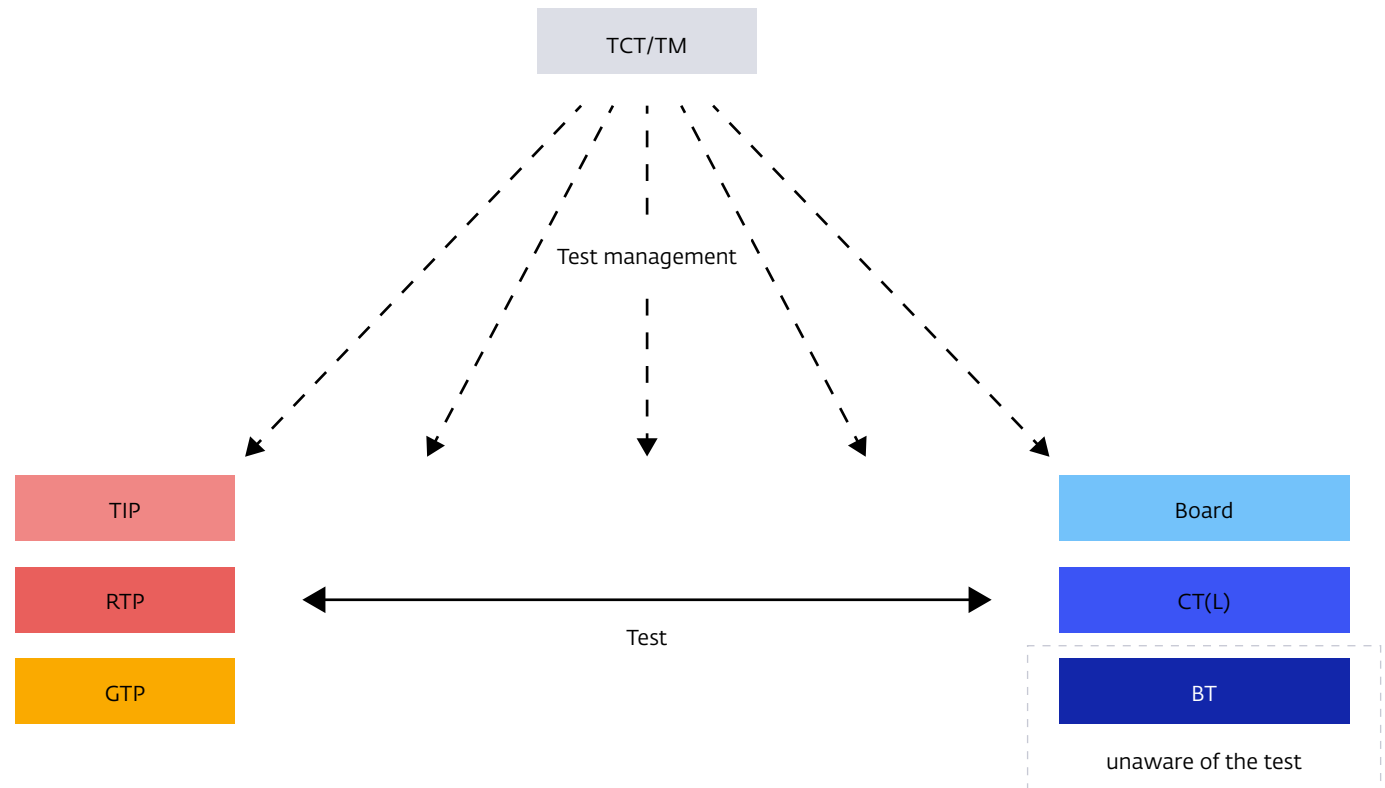 TCT/TM
Test management
TIP
Board
RTP
CT(L)
Test
GTP
BT
unaware of the test